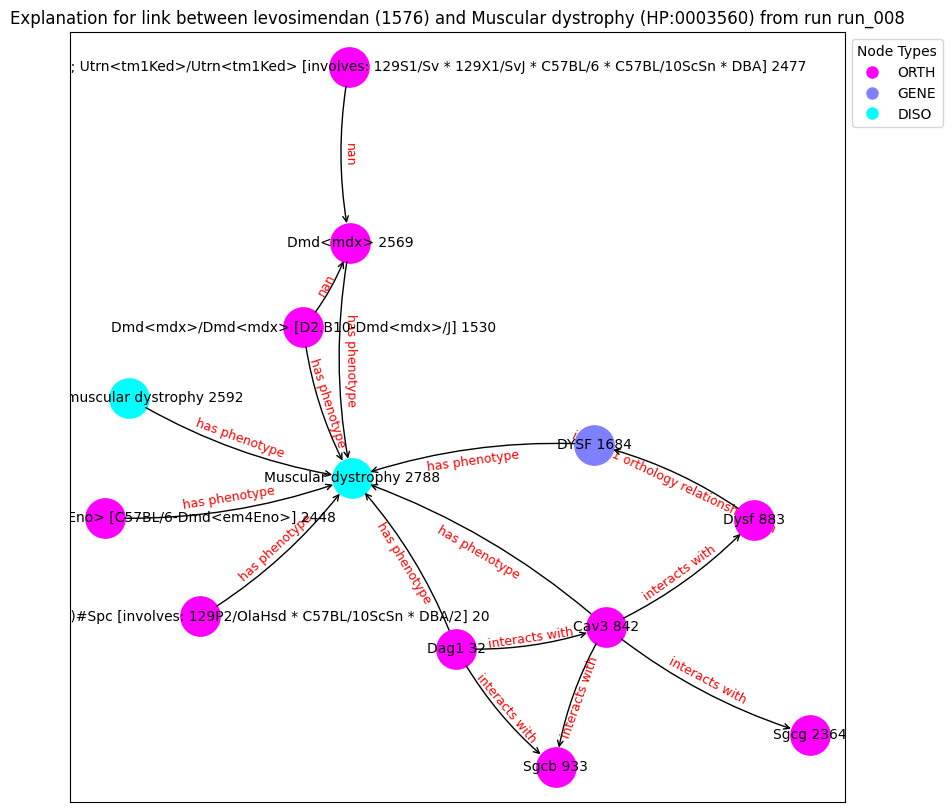 Explanation for link between levosimendan (1576) and Muscular dystrophy (HP:0003560) from run run_008
Node Types
ORTH
GENE
DISO
; Utrn<tm1Ked>/Utrn<tm1Ked> [involves: 129S1/Sv * 129X1/SvJ * C57BL/6 * C57BL/10ScSn * DBA] 2477
nan
Dmd<mdx> 2569
nan
Dmd<mdx>/Dmd<mdx> [D2.B10-Dmd<mdx>/J] 1530
has phenotype
has phenotype
muscular dystrophy 2592
has phenotype
DYSF 1684
has phenotype
1 orthology relationsh
Muscular dystrophy 2788
has phenotype
Eno> [C57BL/6-Dmd<em4Eno>] 2448
Dysf 883
has phenotype
has phenotype
has phenotype
interacts with
)#Spc [involves: 129P2/OlaHsd * C57BL/10ScSn * DBA/2] 20
Cav3 842
interacts with
Dag1 32
interacts with
interacts with
interacts with
Sgcg 2364
Sgcb 933